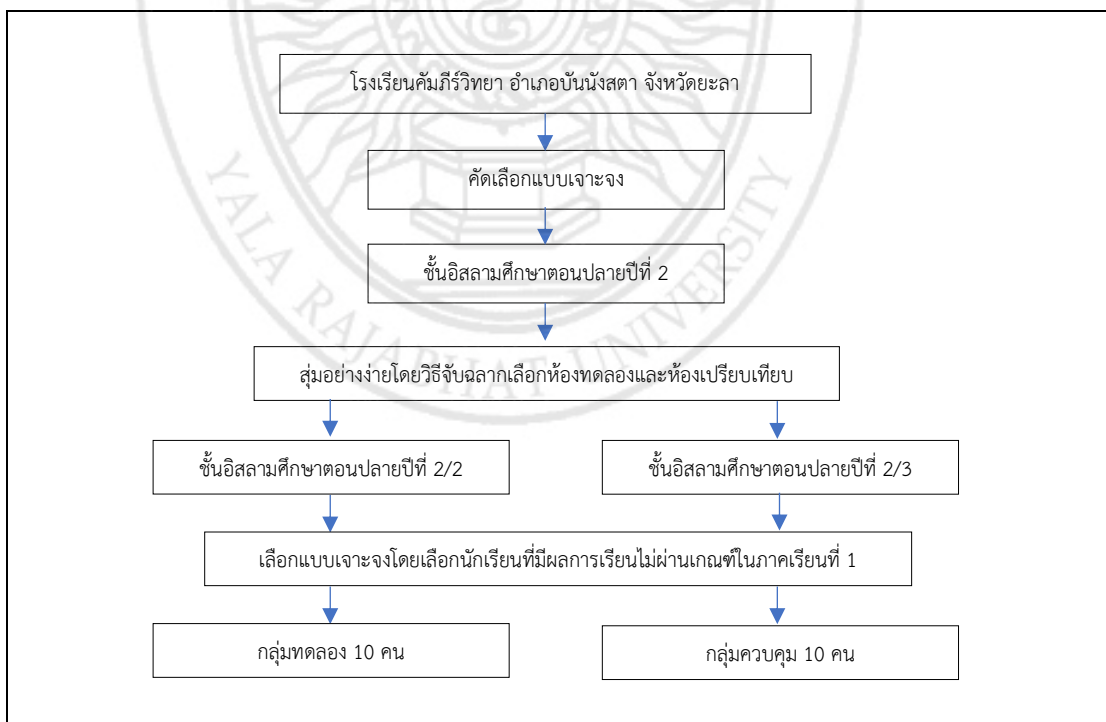 โรงเรียนคัมภีร์วิทยา อำเภอบันนังสตา จังหวัดยะลา
คัดเลือกแบบเจาะจง
ชั้นอิสลามศึกษาตอนปลายปีที่ 2
สุ่มอย่างง่ายโดยวิธีจับฉลากเลือกห้องทดลองและห้องเปรียบเทียบ
ชั้นอิสลามศึกษาตอนปลายปีที่ 2/2
ชั้นอิสลามศึกษาตอนปลายปีที่ 2/3
เลือกแบบเจาะจงโดยเลือกนักเรียนที่มีผลการเรียนไม่ผ่านเกณฑ์ในภาคเรียนที่ 1
กลุ่มทดลอง 10 คน
กลุ่มควบคุม 10 คน
YALA RAJABHAT UNIVERSITY